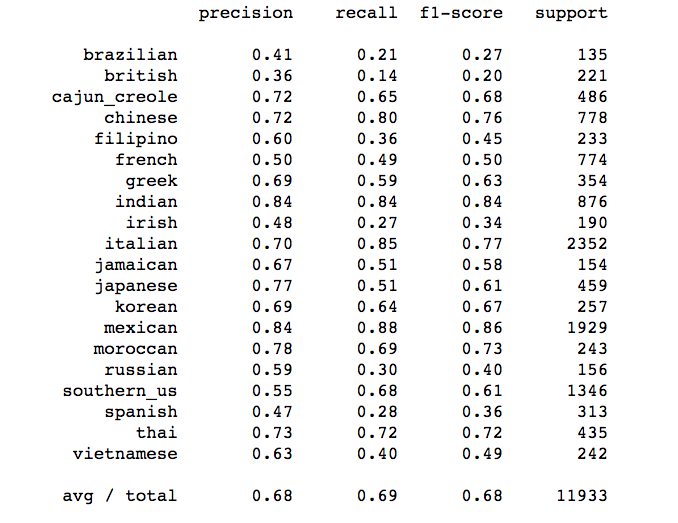 precision recall f1-score support
brazilian 0.41 0.21 0.27 135
british 0.36 0.14 0.20 221
cajun_creole 0.72 0.65 0.68 486
chinese 0.72 0.80 0.76 778
filipino 0.60 0.36 0.45 233
french 0.50 0.49 0.50 774
greek 0.69 0.59 0.63 354
indian 0.84 0.84 0.84 876
irish 0.48 0.27 0.34 190
italian 0.70 0.85 0.77 2352
jamaican 0.67 0.51 0.58 154
japanese 0.77 0.51 0.61 459
korean 0.69 0.64 0.67 257
mexican 0.84 0.88 0.86 1929
moroccan 0.78 0.69 0.73 243
russian 0.59 0.30 0.40 156
southern_us 0.55 0.68 0.61 1346
spanish 0.47 0.28 0.36 313
thai 0.73 0.72 0.72 435
vietnamese 0.63 0.40 0.49 242
avg / total 0.68 0.69 0.68 11933